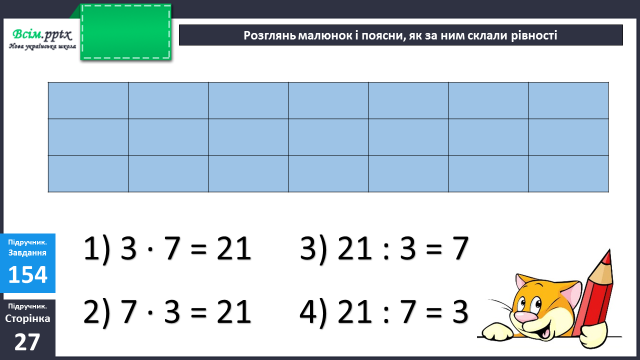 Всім.pptx
Нова українська школа
Розглянь малюнок і поясни, як за ним склали рівності
1) 3 · 7 = 21
3) 21 : 3 = 7
2) 7 · 3 = 21
4) 21 : 7 = 3
Підручник.
Завдання
154
Підручник.
Сторінка
27